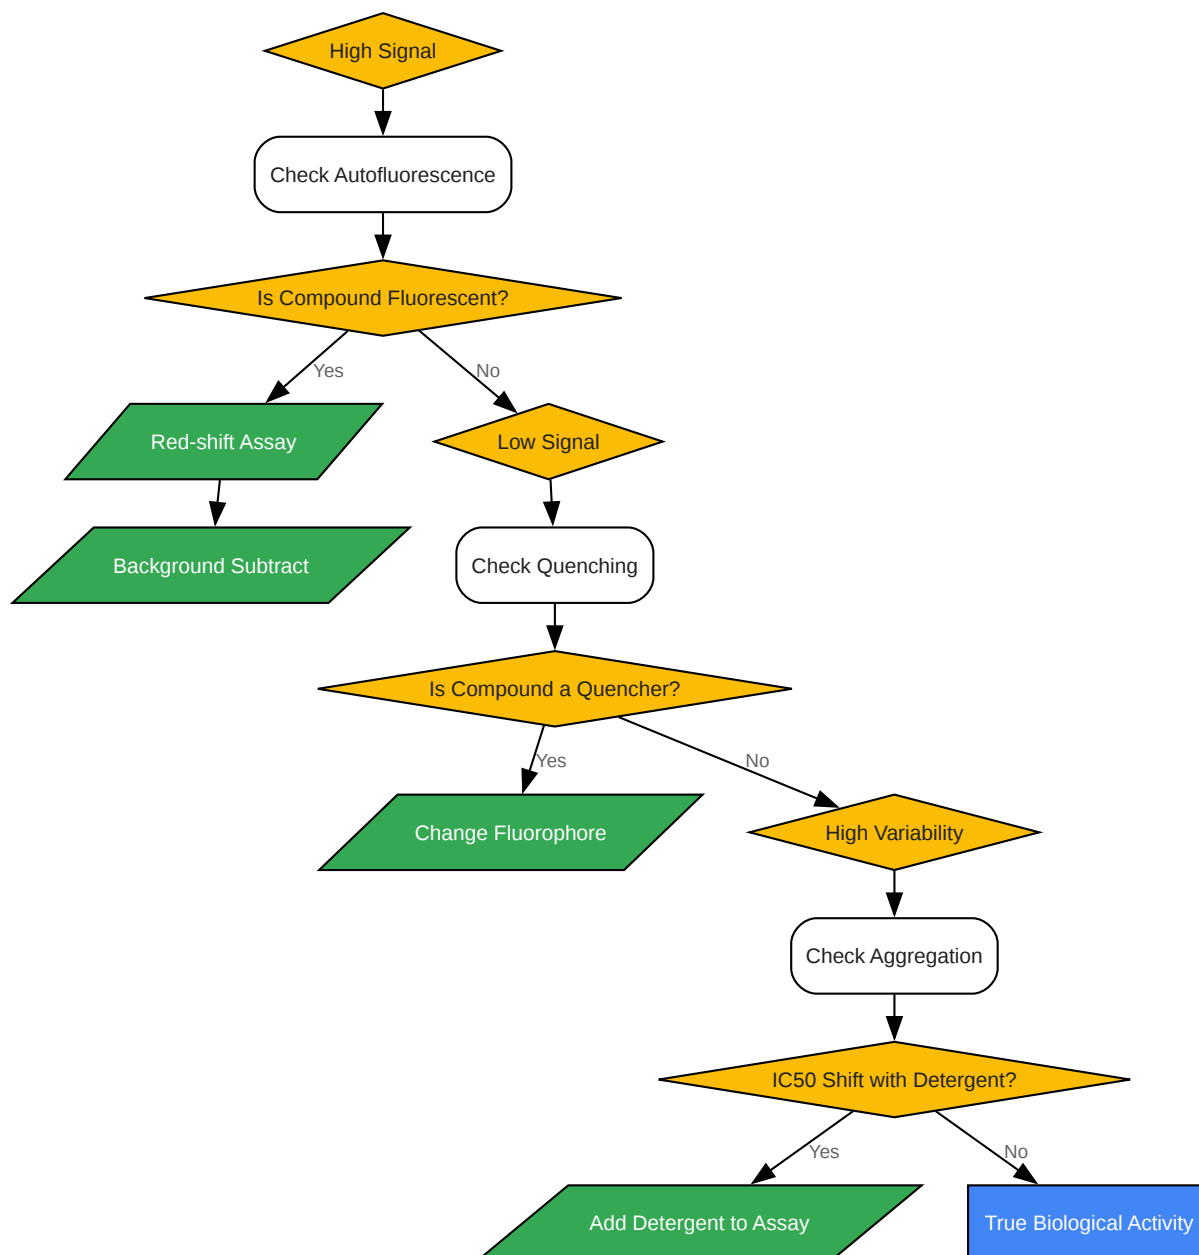 High Signal
Check Autofluorescence
Is Compound Fluorescent?
Yes
No
Red-shift Assay
Low Signal
Background Subtract
Check Quenching
Is Compound a Quencher?
Yes
No
Change Fluorophore
High Variability
Check Aggregation
IC50 Shift with Detergent?
Yes
No
Add Detergent to Assay
True Biological Activity